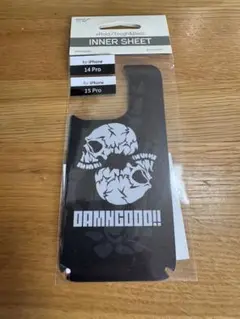 INNER SHEET
for iPhone
14 Pro
for iPhone
15 Pro
DAMNGOOD!!